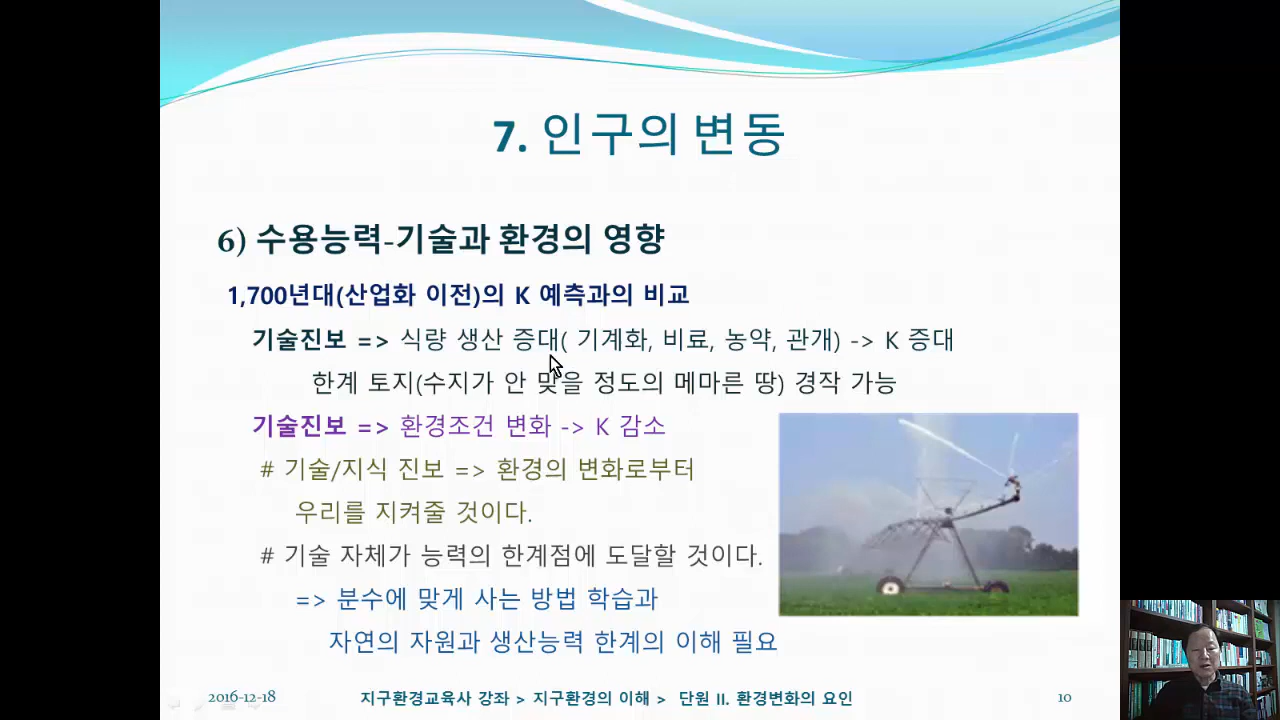 7. 인구의 변동
6) 수용능력-기술과 환경의 영향
1,700년대(산업화 이전)의 K 예측과의 비교
기술진보 => 식량 생산 증대( 기계화, 비료, 농약, 관개) -> K 증대
한계 토지(수지가 안 맞을 정도의 메마른 땅) 경작 가능
기술진보 => 환경조건 변화 -> K 감소
# 기술/지식 진보 => 환경의 변화로부터
우리를 지켜줄 것이다.
# 기술 자체가 능력의 한계점에 도달할 것이다.
=> 분수에 맞게 사는 방법 학습과
자연의 자원과 생산능력 한계의 이해 필요
2016-12-18 지구환경교육사 강좌 > 지구환경의 이해 > 단원 II. 환경변화의 요인 10